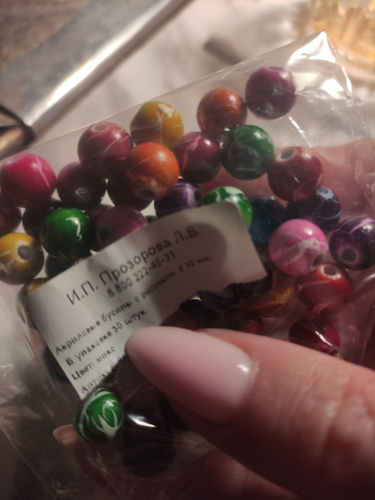 И.П. Прозорова Л.В.
8 800 222-45-31
Акриловые бусины с рисунком, d 10 мм.
В упаковке 50 штук
Цвет: микс